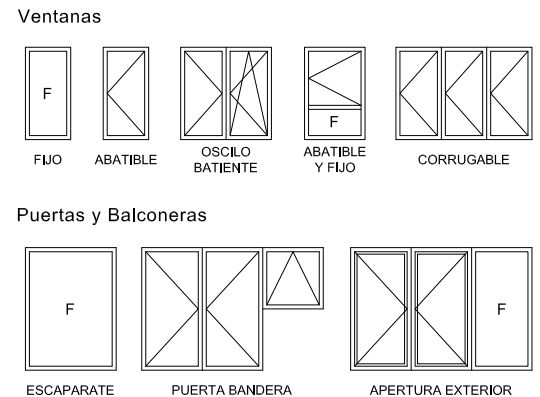 Ventanas
F
F
FIJO
ABATIBLE
OSCILO
BATIENTE
ABATIBLE
Y FIJO
CORRUGABLE
Puertas y Balconeras
F
F
ESCAPARATE
PUERTA BANDERA
APERTURA EXTERIOR